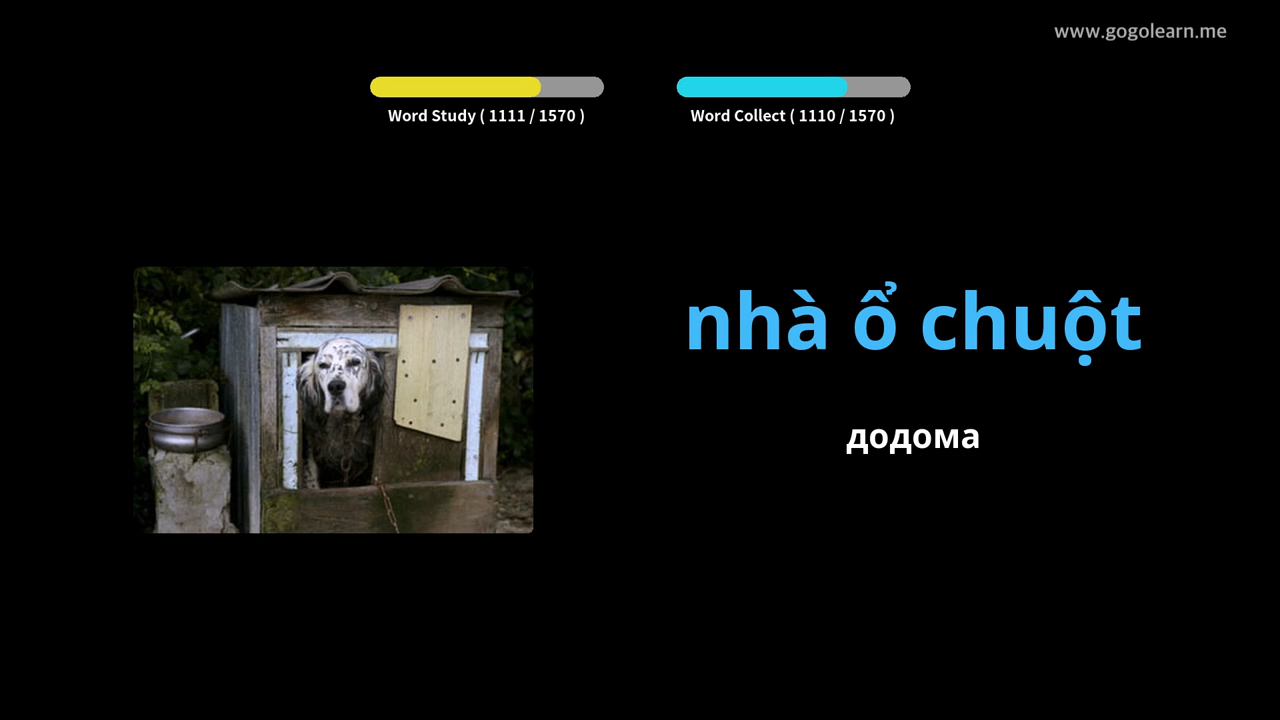 www.gogolearn.me
Word Study ( 1111 / 1570 )
Word Collect ( 1110 / 1570 )
nhà ổ chuột
додома